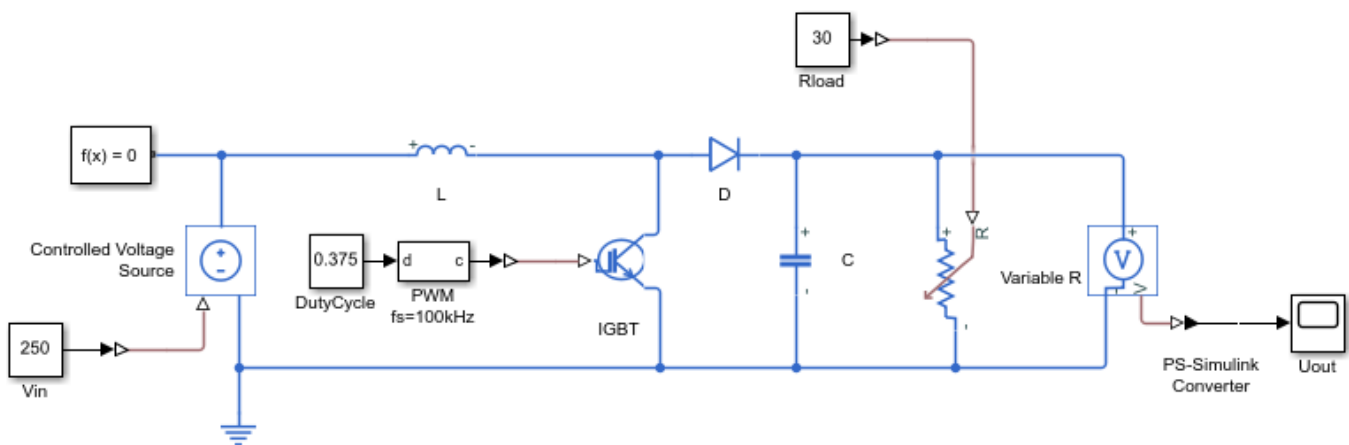 30
Rload
f(x) = 0
+
-
L
D
Controlled Voltage
Source
+
-
0.375
DutyCycle
d
c
PWM
fs=100kHz
IGBT
+
-
C
+
-
R
Variable R
+
-
V
V
250
Vin
PS-Simulink
Converter
Uout